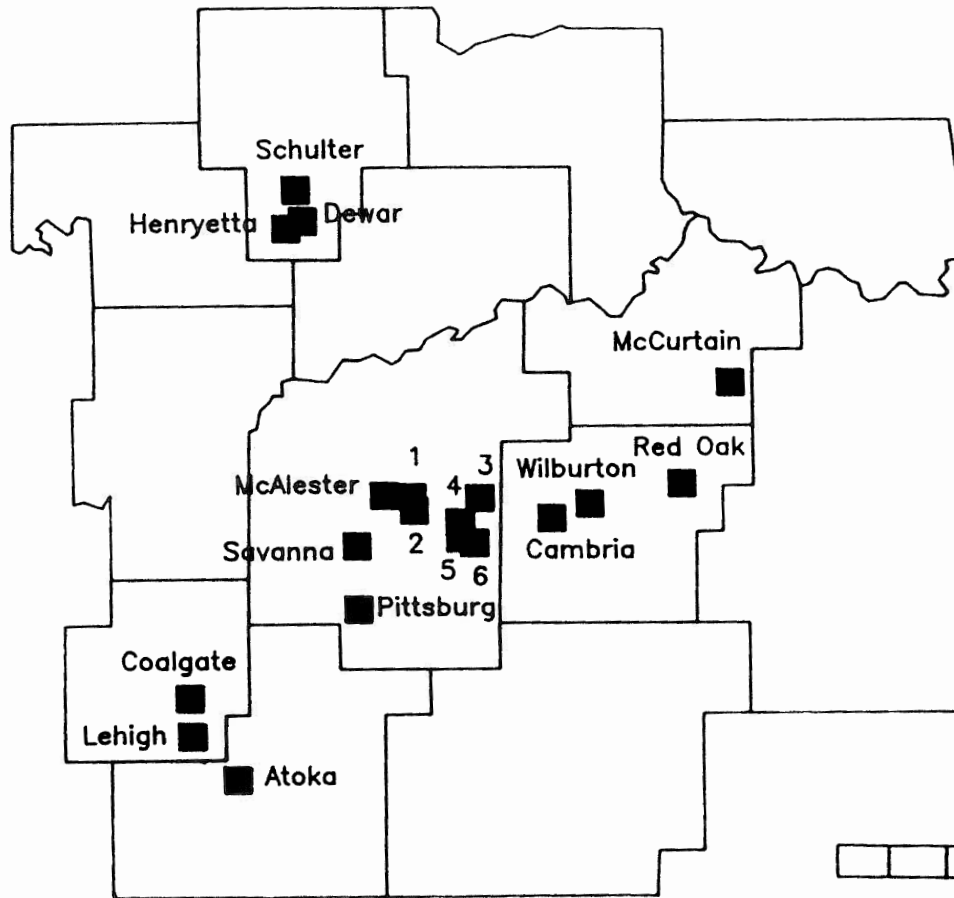 Schulter
Henryetta
Dewar
McCurtain
Red Oak
1
3
McAlester
4
Wilburton
Savanna
2
5
6
Cambria
Pittsburg
Coalgate
Lehigh
Atoka